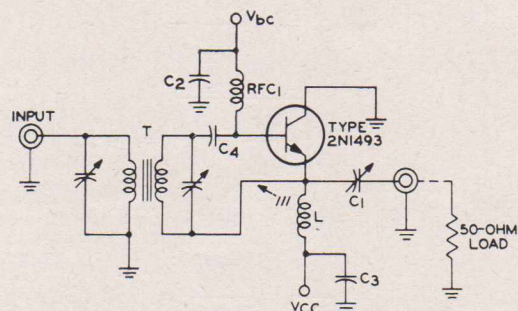 Vbc
C2
RFC1
INPUT
T
C4
TYPE
2N1493
L
C1
50-OHM
LOAD
C3
VCC